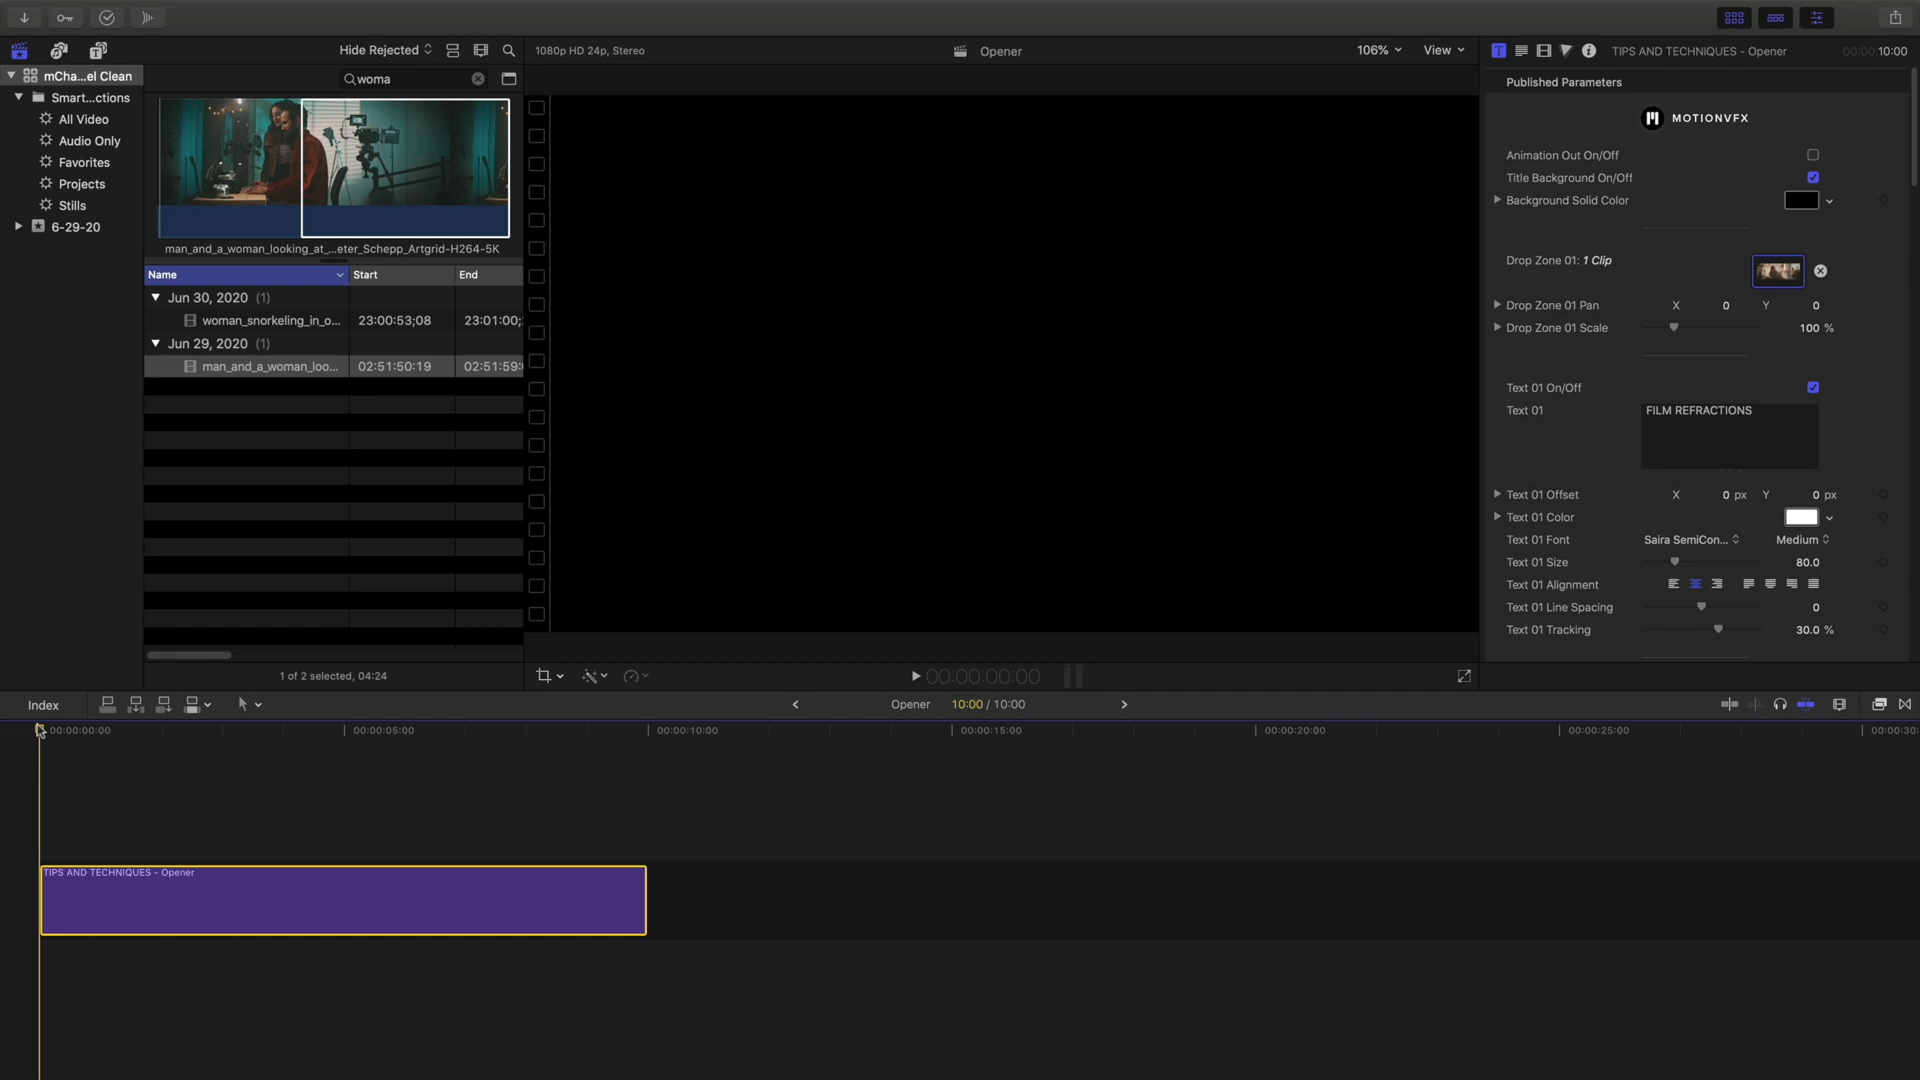 Hide Rejected
1080p HD 24p, Stereo
Opener
106%
View
TIPS AND TECHNIQUES - Opener
00:00:10:00
mCha...el Clean
woma
Published Parameters
Smart...ctions
All Video
Audio Only
Favorites
Projects
Stills
6-29-20
man_and_a_woman_looking_at_...eter_Schepp_Artgrid-H264-5K
Name
Start
End
Jun 30, 2020 (1)
woman_snorkeling_in_o...
23:00:53;08
23:01:00;
Jun 29, 2020 (1)
man_and_a_woman_loo...
02:51:50:19
02:51:59:
1 of 2 selected, 04:24
MOTIONVFX
Animation Out On/Off
Title Background On/Off
Background Solid Color
Drop Zone 01: 1 Clip
Drop Zone 01 Pan
X
0
Y
0
Drop Zone 01 Scale
100 %
Text 01 On/Off
Text 01
FILM REFRACTIONS
Text 01 Offset
X
0 px
Y
0 px
Text 01 Color
Text 01 Font
Saira SemiCon...
Medium
Text 01 Size
80.0
Text 01 Alignment
Text 01 Line Spacing
0
Text 01 Tracking
30.0 %
00:00:00:00
Index
Opener
10:00 / 10:00
00:00:00:00
00:00:05:00
00:00:10:00
00:00:15:00
00:00:20:00
00:00:25:00
00:00:30:
TIPS AND TECHNIQUES - Opener